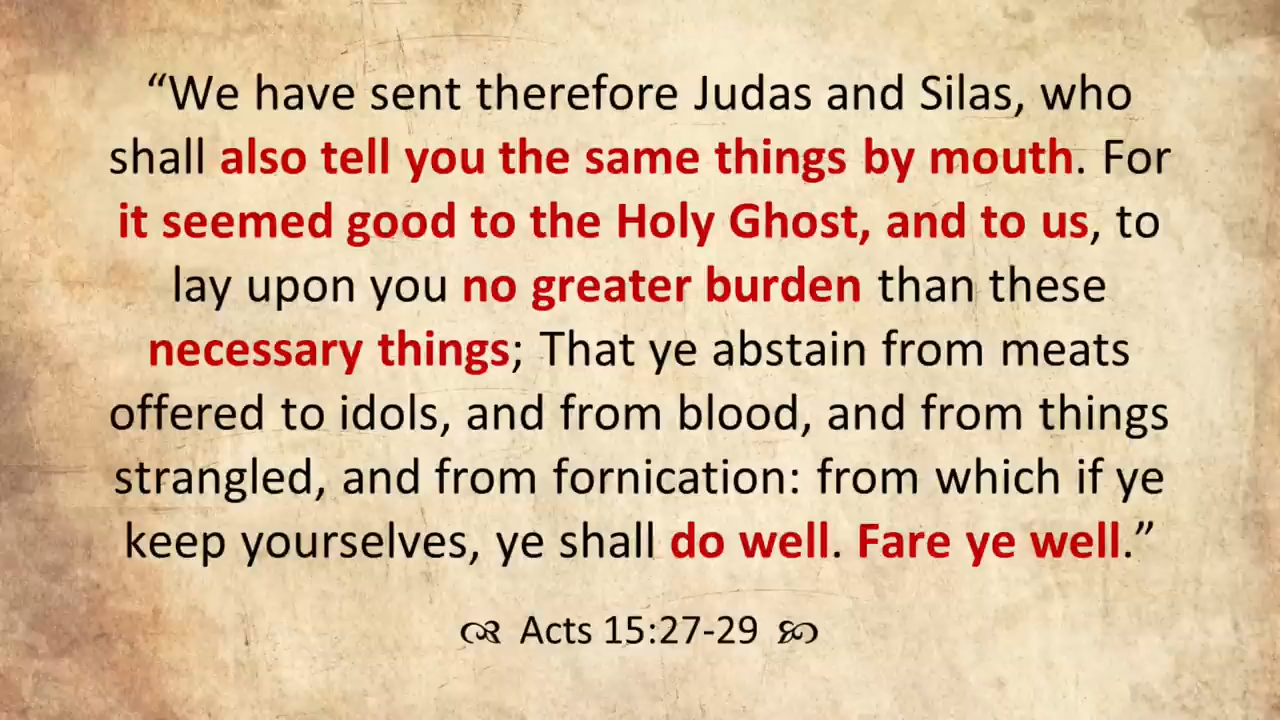 “We have sent therefore Judas and Silas, who
shall also tell you the same things by mouth. For
it seemed good to the Holy Ghost, and to us, to
lay upon you no greater burden than these
necessary things; That ye abstain from meats
offered to idols, and from blood, and from things
strangled, and from fornication: from which if ye
keep yourselves, ye shall do well. Fare ye well.”
Acts 15:27-29